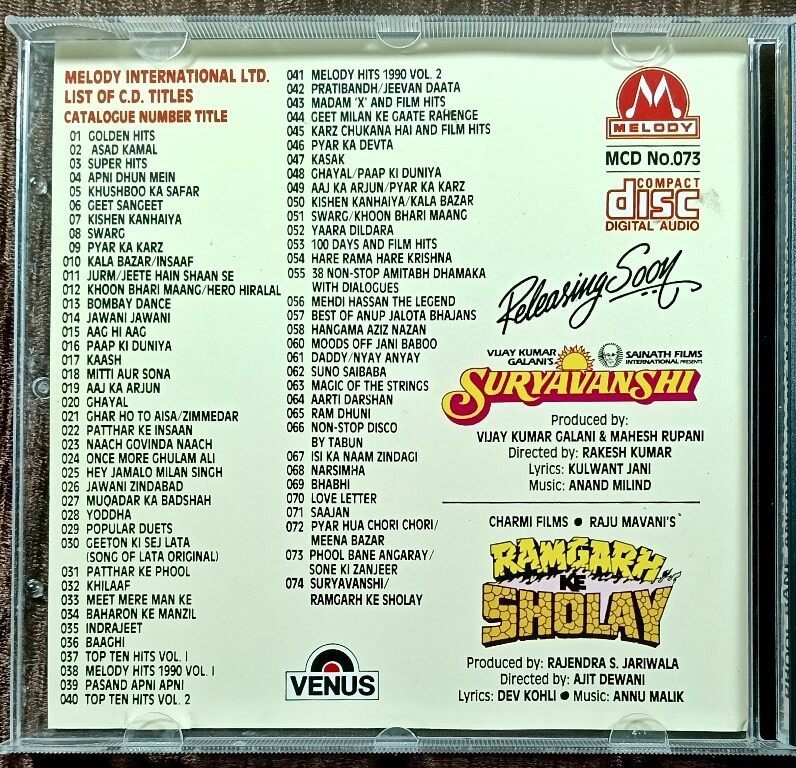 MELODY INTERNATIONAL LTD.
LIST OF C.D. TITLES
CATALOGUE NUMBER TITLE
01 GOLDEN HITS
02 ASAD KAMAL
03 SUPER HITS
04 APNI DHUN MEIN
05 KHUSHBOO KA SAFAR
06 GEET SANGEET
07 KISHEN KANHAIYA
08 SWARG
09 PYAR KA KARZ
010 KALA BAZAR/INSAAF
011 JURM/JEETE HAIN SHAAN SE
012 KHOON BHARI MAANG/HERO HIRALAL
013 BOMBAY DANCE
014 JAWANI JAWANI
015 AAG HI AAG
016 PAAP KI DUNIYA
017 KAASH
018 MITTI AUR SONA
019 AAJ KA ARJUN
020 GHAYAL
021 GHAR HO TO AISA/ZIMMEDAR
022 PATTHAR KE INSAAN
023 NAACH GOVINDA NAACH
024 ONCE MORE GHULAM ALI
025 HEY JAMALO MILAN SINGH
026 JAWANI ZINDABAD
027 MUQADAR KA BADSHAH
028 YODDHA
029 POPULAR DUETS
030 GEETON KI SEJ LATA
(SONG OF LATA ORIGINAL)
031 PATTHAR KE PHOOL
032 KHILAAF
033 MEET MERE MAN KE
034 BAHARON KE MANZIL
035 INDRAJEET
036 BAAGHI
037 TOP TEN HITS VOL. I
038 MELODY HITS 1990 VOL. I
039 PASAND APNI APNI
040 TOP TEN HITS VOL. 2
041 MELODY HITS 1990 VOL. 2
042 PRATIBANDH/JEEVAN DAATA
043 MADAM 'X' AND FILM HITS
044 GEET MILAN KE GAATE RAHENGE
045 KARZ CHUKANA HAI AND FILM HITS
046 PYAR KA DEVTA
047 KASAK
048 GHAYAL/PAAP KI DUNIYA
049 AAJ KA ARJUN/PYAR KA KARZ
050 KISHEN KANHAIYA/KALA BAZAR
051 SWARG/KHOON BHARI MAANG
052 YAARA DILDARA
053 100 DAYS AND FILM HITS
054 HARE RAMA HARE KRISHNA
055 38 NON-STOP AMITABH DHAMAKA
WITH DIALOGUES
056 MEHDI HASSAN THE LEGEND
057 BEST OF ANUP JALOTA BHAJANS
058 HANGAMA AZIZ NAZAN
060 MOODS OFF JANI BABOO
061 DADDY/NYAY ANYAY
062 SUNO SAIBABA
063 MAGIC OF THE STRINGS
064 AARTI DARSHAN
065 RAM DHUNI
066 NON-STOP DISCO
BY TABUN
067 ISI KA NAAM ZINDAGI
068 NARSIMHA
069 BHABHI
070 LOVE LETTER
071 SAAJAN
072 PYAR HUA CHORI CHORI/
MEENA BAZAR
073 PHOOL BANE ANGARAY/
SONE KI ZANJEER
074 SURYAVANSHI/
RAMGARH KE SHOLAY
VENUS
MELODY
MCD No.073
COMPACT
disc
DIGITAL AUDIO
Releasing Soon
VIJAY KUMAR
GALANI'S
SAINATH FILMS
INTERNATIONAL PRESENTS
SURYAVANSHI
Produced by:
VIJAY KUMAR GALANI & MAHESH RUPANI
Directed by: RAKESH KUMAR
Lyrics: KULWANT JANI
Music: ANAND MILIND
CHARMI FILMS ● RAJU MAVANI'S
RAMGARH
KE
SHOLAY
Produced by: RAJENDRA S. JARIWALA
Directed by: AJIT DEWANI
Lyrics: DEV KOHLI ● Music: ANNU MALIK